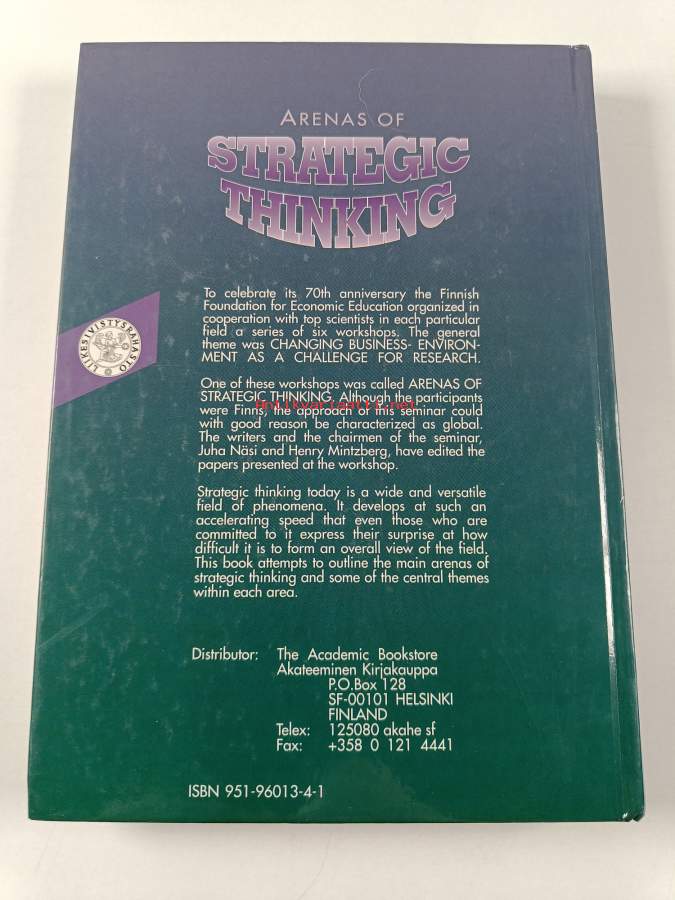 ARENAS OF
STRATEGIC
THINKING
To celebrate its 70th anniversary the Finnish
Foundation for Economic Education organized in
cooperation with top scientists in each particular
field a series of six workshops. The general
theme was CHANGING BUSINESS- ENVIRON-
MENT AS A CHALLENGE FOR RESEARCH.
LIIKESIVISTYSRAHASTO
One of these workshops was called ARENAS OF
STRATEGIC THINKING. Although the participants
antikvariaatti.net
were Finns, the approach of this seminar could
with good reason be characterized as global.
The writers and the chairmen of the seminar,
Juha Näsi and Henry Mintzberg, have edited the
papers presented at the workshop.
Strategic thinking today is a wide and versatile
field of phenomena. It develops at such an
accelerating speed that even those who are
committed to it express their surprise at how
difficult it is to form an overall view of the field.
This book attempts to outline the main arenas of
strategic thinking and some of the central themes
within each area.
Distributor: The Academic Bookstore
Akateeminen Kirjakauppa
P.O.Box 128
SF-00101 HELSINKI
FINLAND
Telex: 125080 akahe sf
Fax: +358 0 121 4441
ISBN 951-96013-4-1